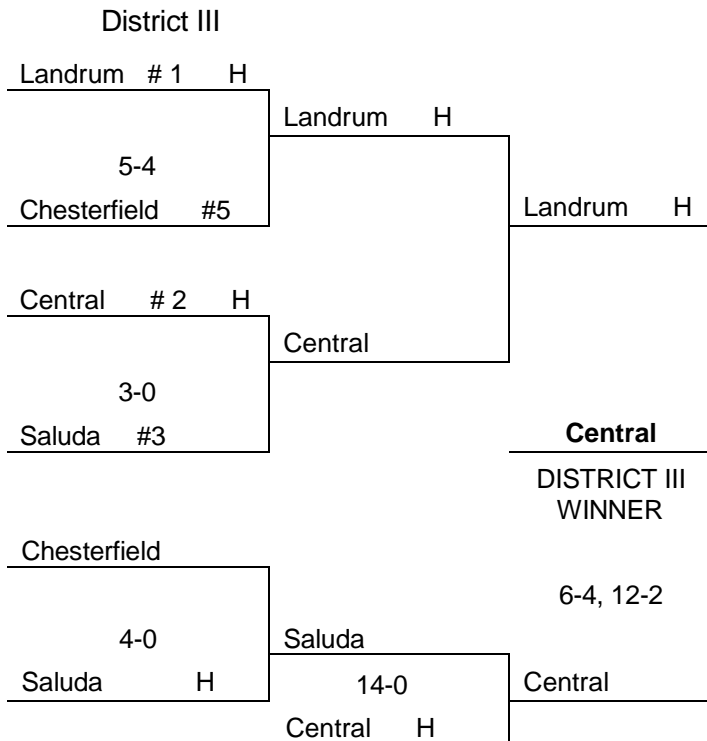 District III
Landrum # 1 H
Landrum H
5-4
Chesterfield #5
Landrum H
Central # 2 H
Central
3-0
Saluda #3
Central
DISTRICT III
WINNER
Chesterfield
6-4, 12-2
4-0
Saluda
Saluda H
14-0
Central
Central H